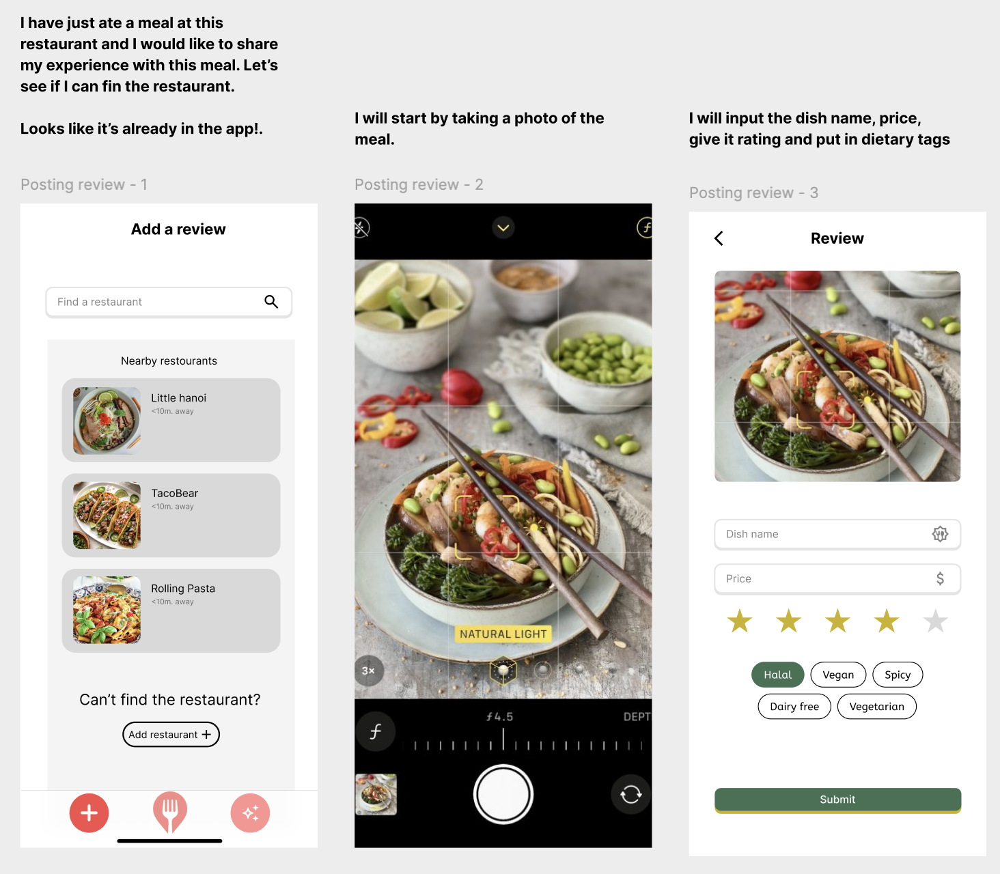 I have just ate a meal at this
restaurant and I would like to share
my experience with this meal. Let's
see if I can fin the restaurant.
Looks like it's already in the app!.
Posting review - 1
Add a review
Find a restaurant
Nearby restourants
Little hanoi
<10m. away
TacoBear
<10m. away
Rolling Pasta
<10m. away
Can't find the restaurant?
Add restaurant +
I will start by taking a photo of the
meal.
Posting review - 2
f
NATURAL LIGHT
3×
f4.5
DEPT
f
I will input the dish name, price,
give it rating and put in dietary tags
Posting review - 3
Review
Dish name
Price
$
Halal
Vegan
Spicy
Dairy free
Vegetarian
Submit